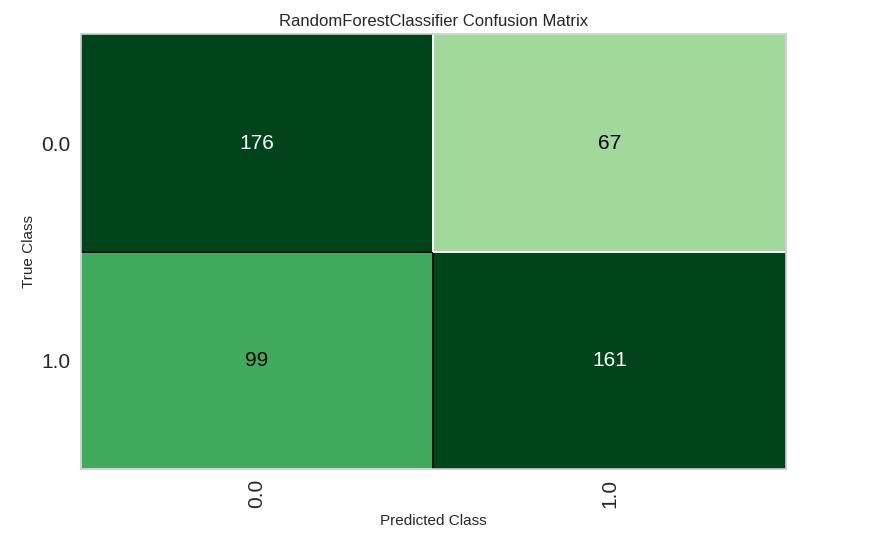 RandomForestClassifier Confusion Matrix
0.0
176
67
True Class
1.0
99
161
0.0
1.0
Predicted Class